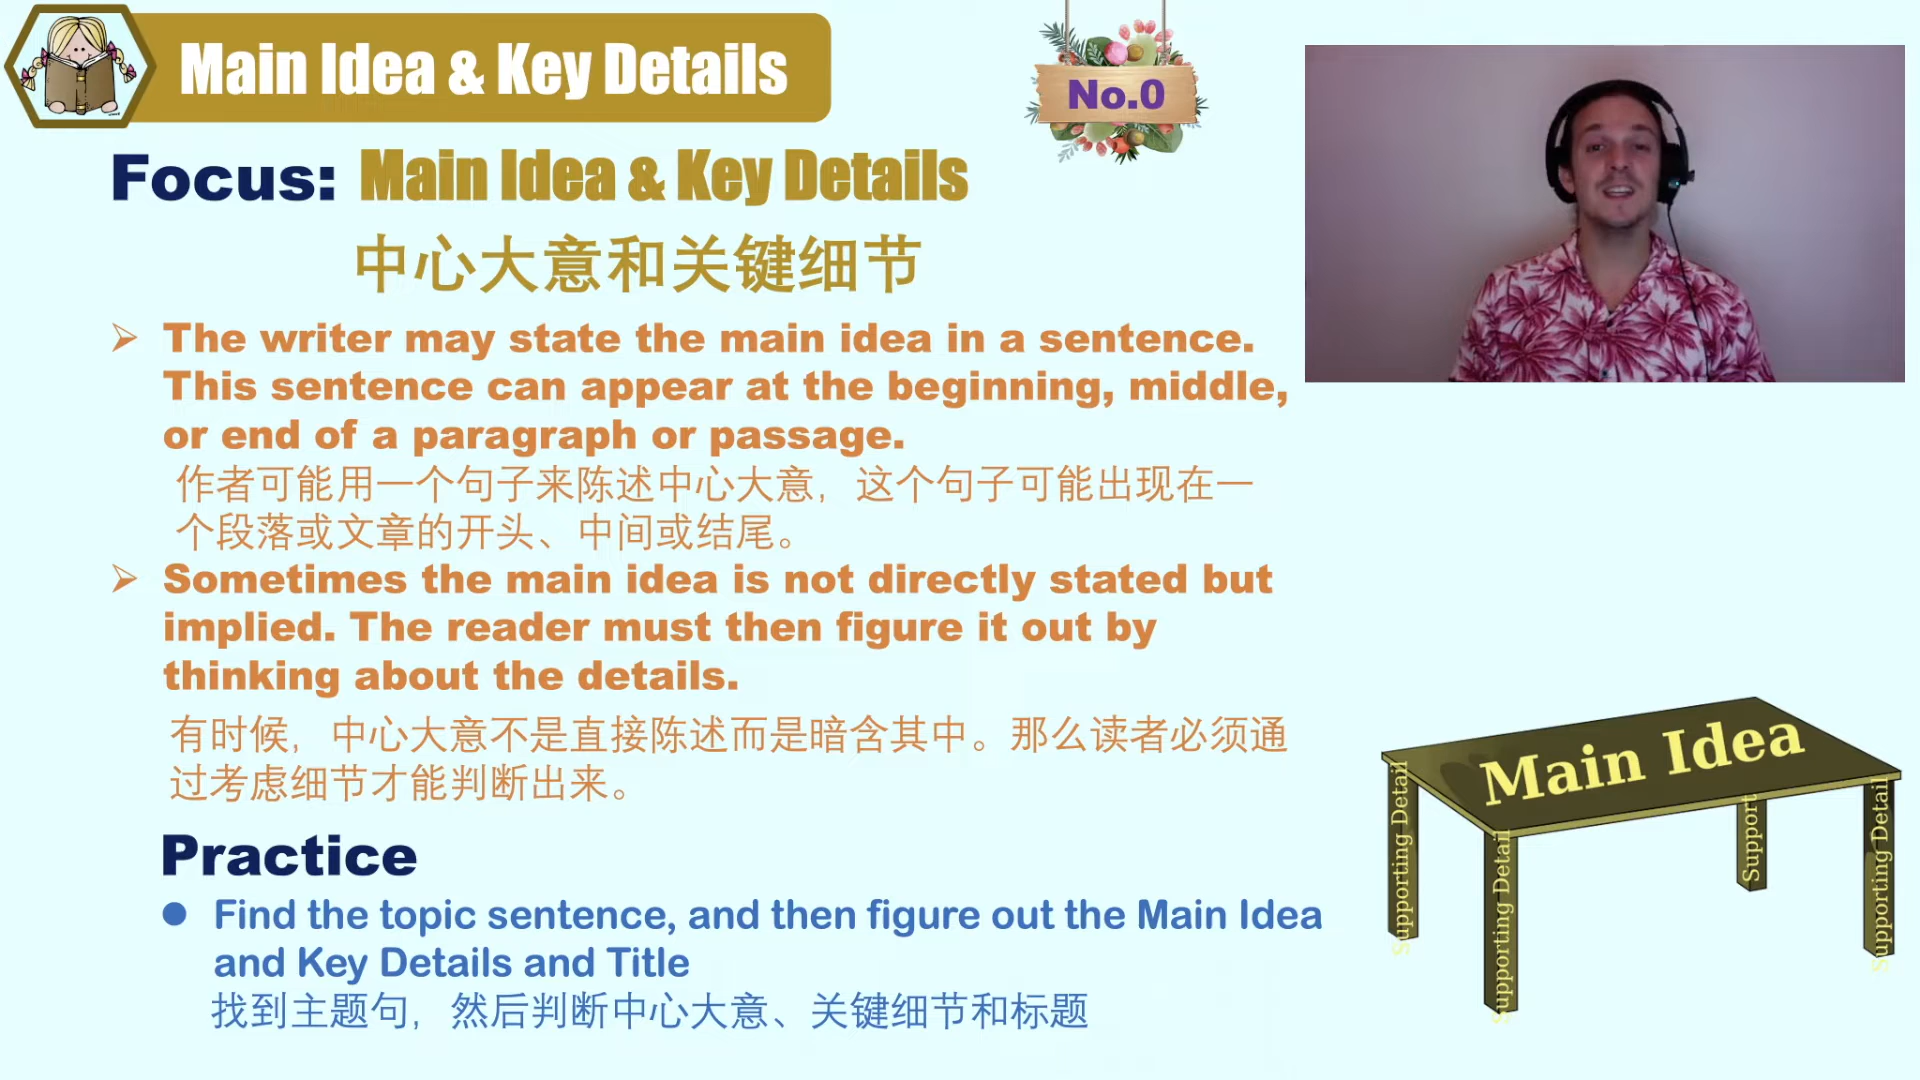 Main Idea & Key Details
No.0
Focus: Main Idea & Key Details
中心大意和关键细节
The writer may state the main idea in a sentence.
This sentence can appear at the beginning, middle,
or end of a paragraph or passage.
作者可能用一个句子来陈述中心大意，这个句子可能出现在一
个段落或文章的开头、中间或结尾。
Sometimes the main idea is not directly stated but
implied. The reader must then figure it out by
thinking about the details.
有时候，中心大意不是直接陈述而是暗含其中。那么读者必须通
过考虑细节才能判断出来。
Practice
Find the topic sentence, and then figure out the Main Idea
and Key Details and Title
找到主题句，然后判断中心大意、关键细节和标题
Main Idea
Supporting Detail
Supporting Detail
Support
Supporting Detail